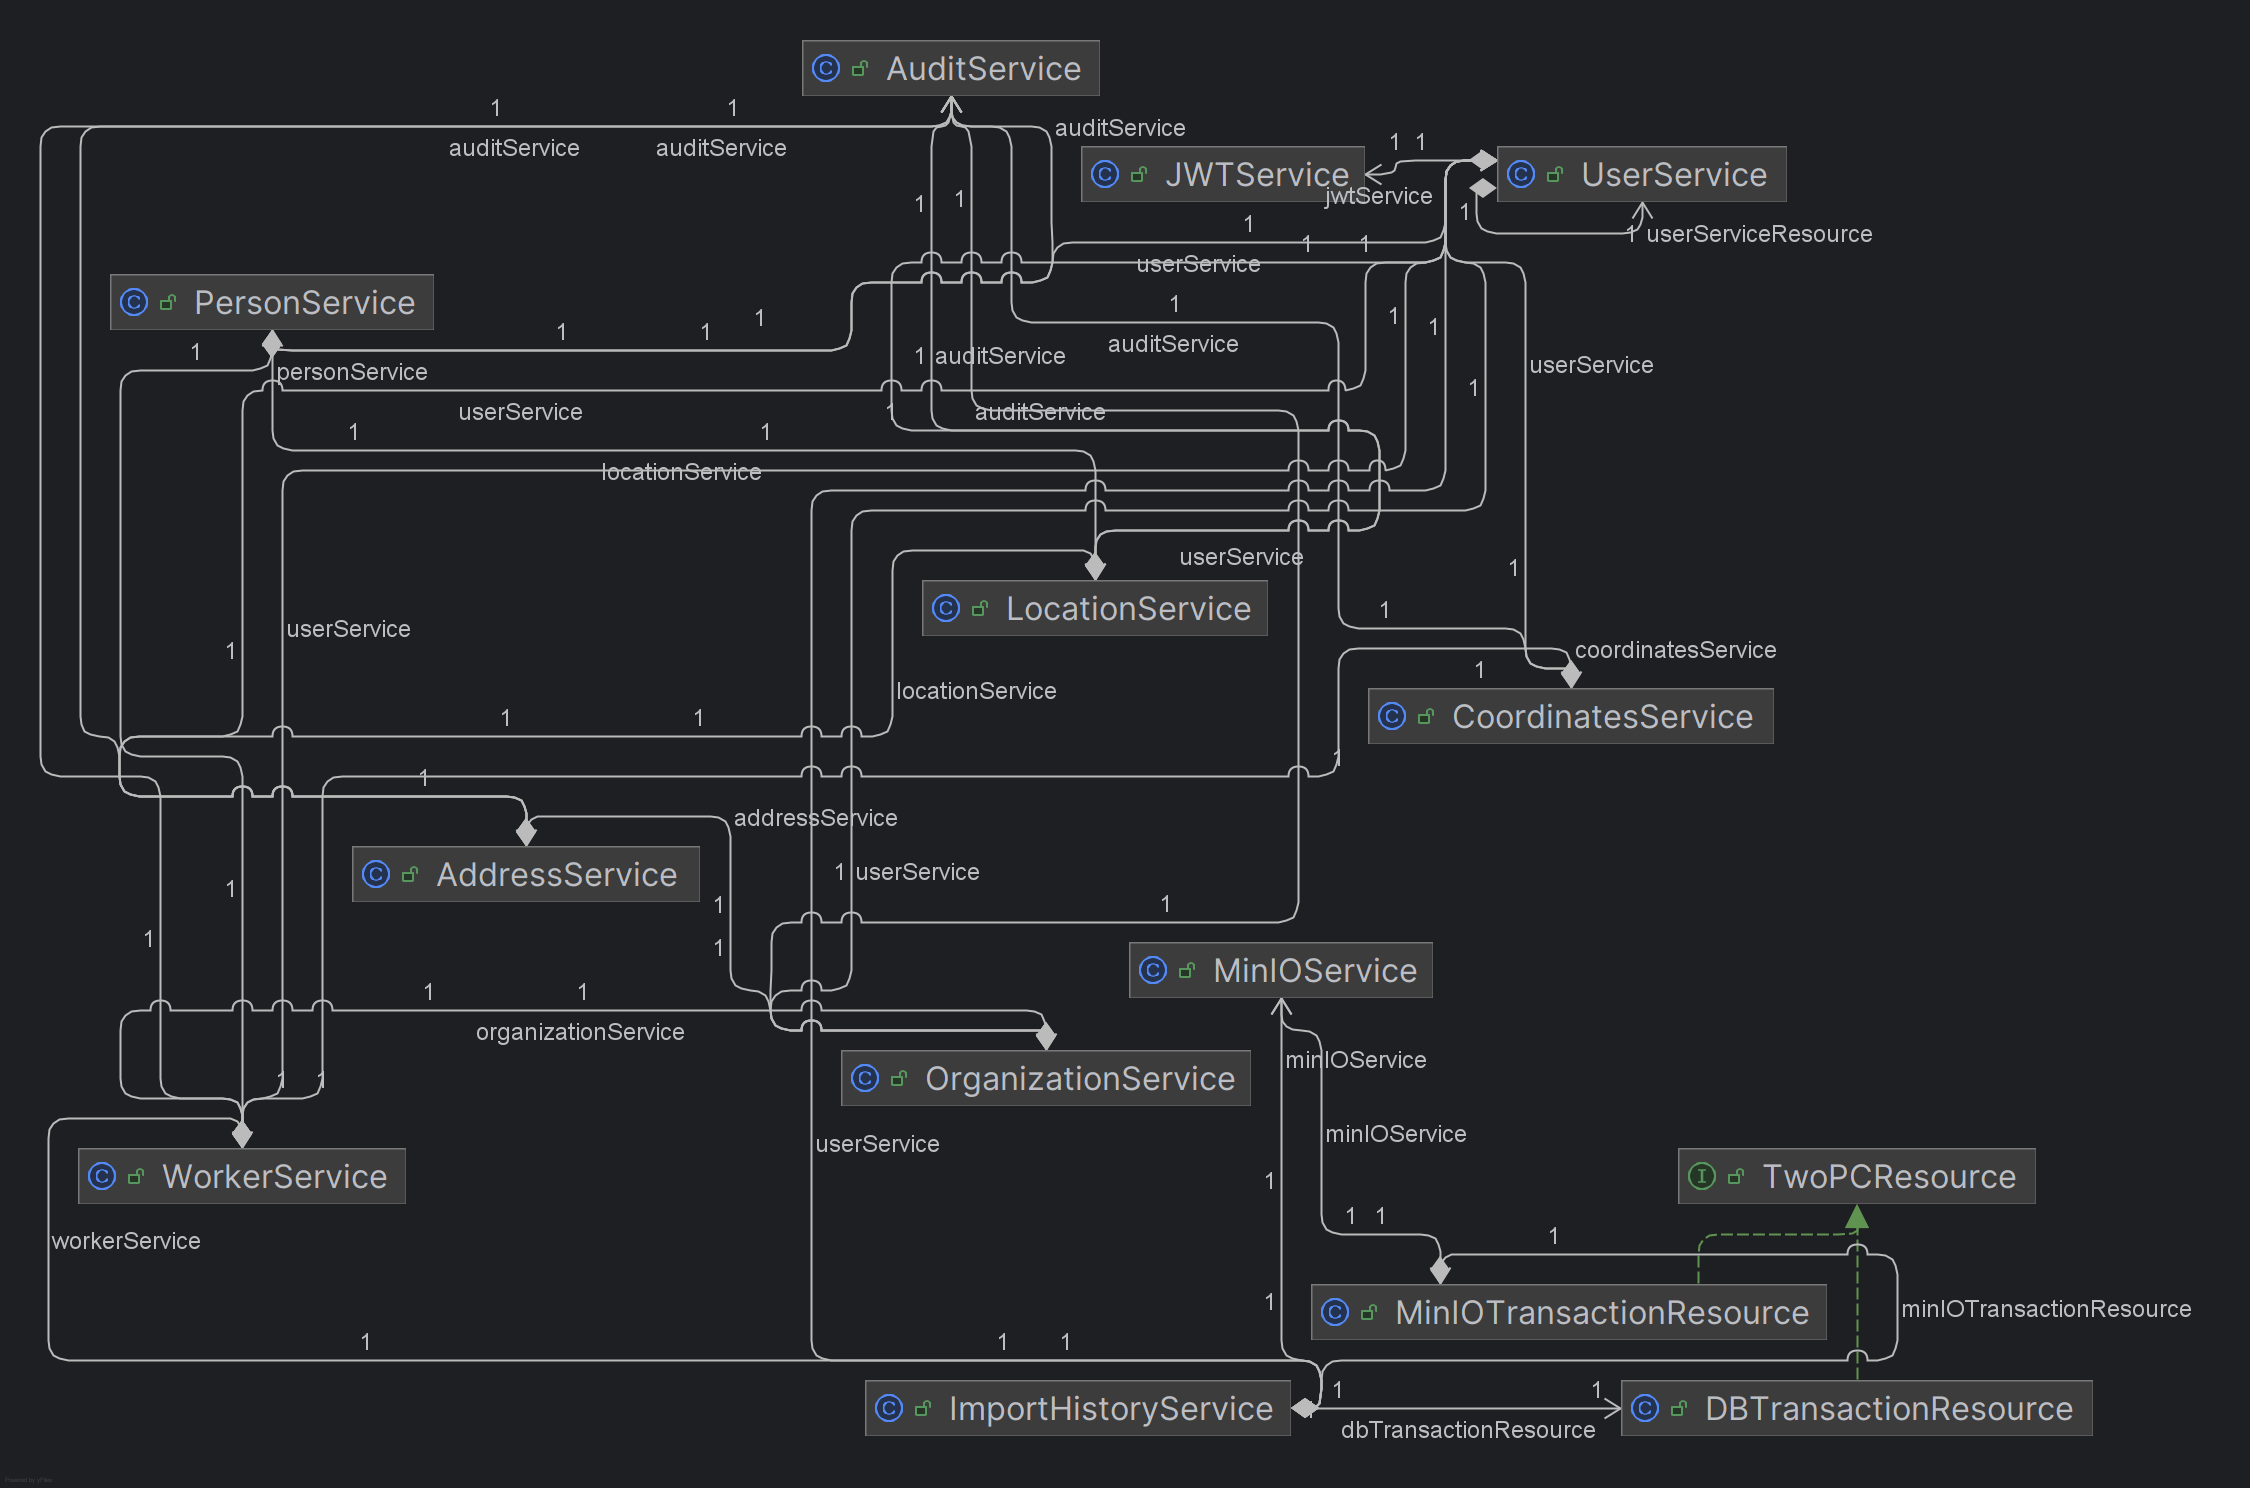 C AuditService
1 1
auditService auditService
auditService
1 1
C JWTService
C UserService
jwtService
1 1
1
1
1 userServiceResource
1 1 1
userService
C PersonService
1
1 1 1
1 1
auditService
1
1 auditService
userService
personService
1
userService
1
auditService
1 1
locationService
userService
1
C LocationService
1
userService
1
coordinatesService
1
locationService
1 1
C CoordinatesService
1
1
addressService
C AddressService
1 userService
1
1
1
1
1
C MinIOService
1 1
organizationService
minIOService
C OrganizationService
1 1
minIOService
userService
C WorkerService
C TwoPCResource
1
1 1
workerService
1
1
minIOTransactionResource
C MinIOTransactionResource
1
1 1
1 1
C ImportHistoryService
C DBTransactionResource
dbTransactionResource